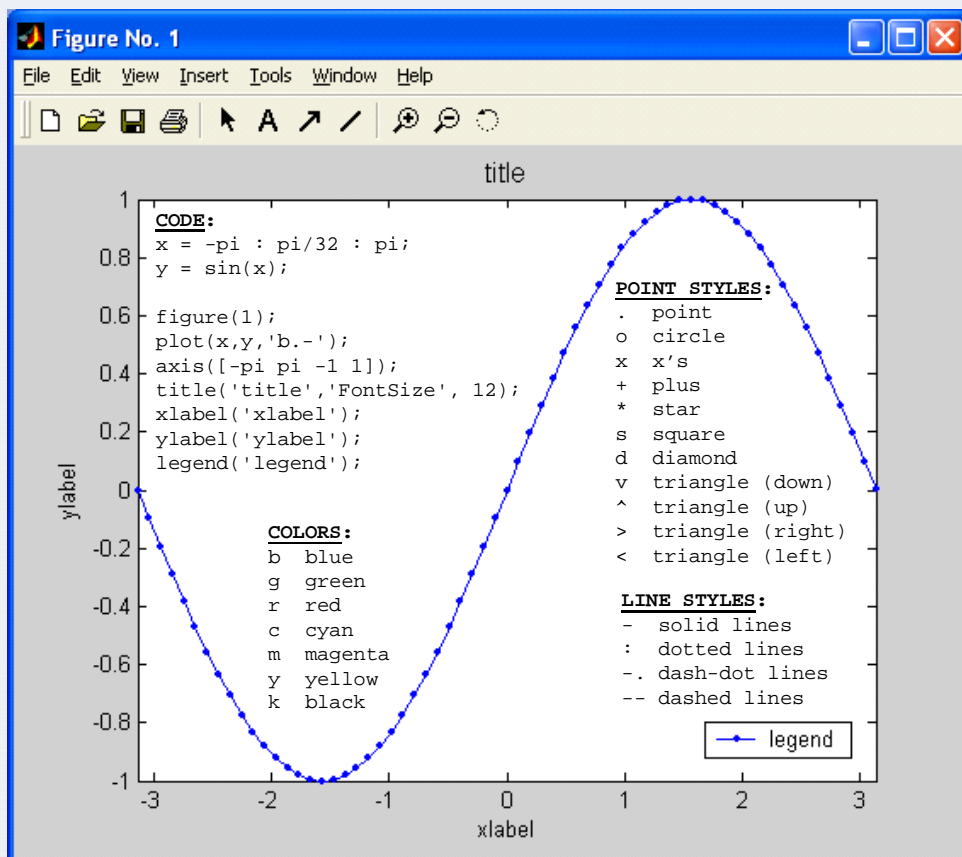 Figure No. 1
File Edit View Insert Tools Window Help
A
title
CODE:
x = -pi : pi/32 : pi;
y = sin(x);
figure(1);
plot(x,y,'b.-');
axis([-pi pi -1 1]);
title('title','FontSize', 12);
xlabel('xlabel');
ylabel('ylabel');
legend('legend');
COLORS:
b blue
g green
r red
c cyan
m magenta
y yellow
k black
POINT STYLES:
. point
o circle
x x’s
+ plus
* star
s square
d diamond
v triangle (down)
^ triangle (up)
> triangle (right)
< triangle (left)
LINE STYLES:
- solid lines
: dotted lines
-. dash-dot lines
-- dashed lines
legend
1
0.8
0.6
0.4
0.2
0
-0.2
-0.4
-0.6
-0.8
-1
ylabel
-3 -2 -1 0 1 2 3
xlabel